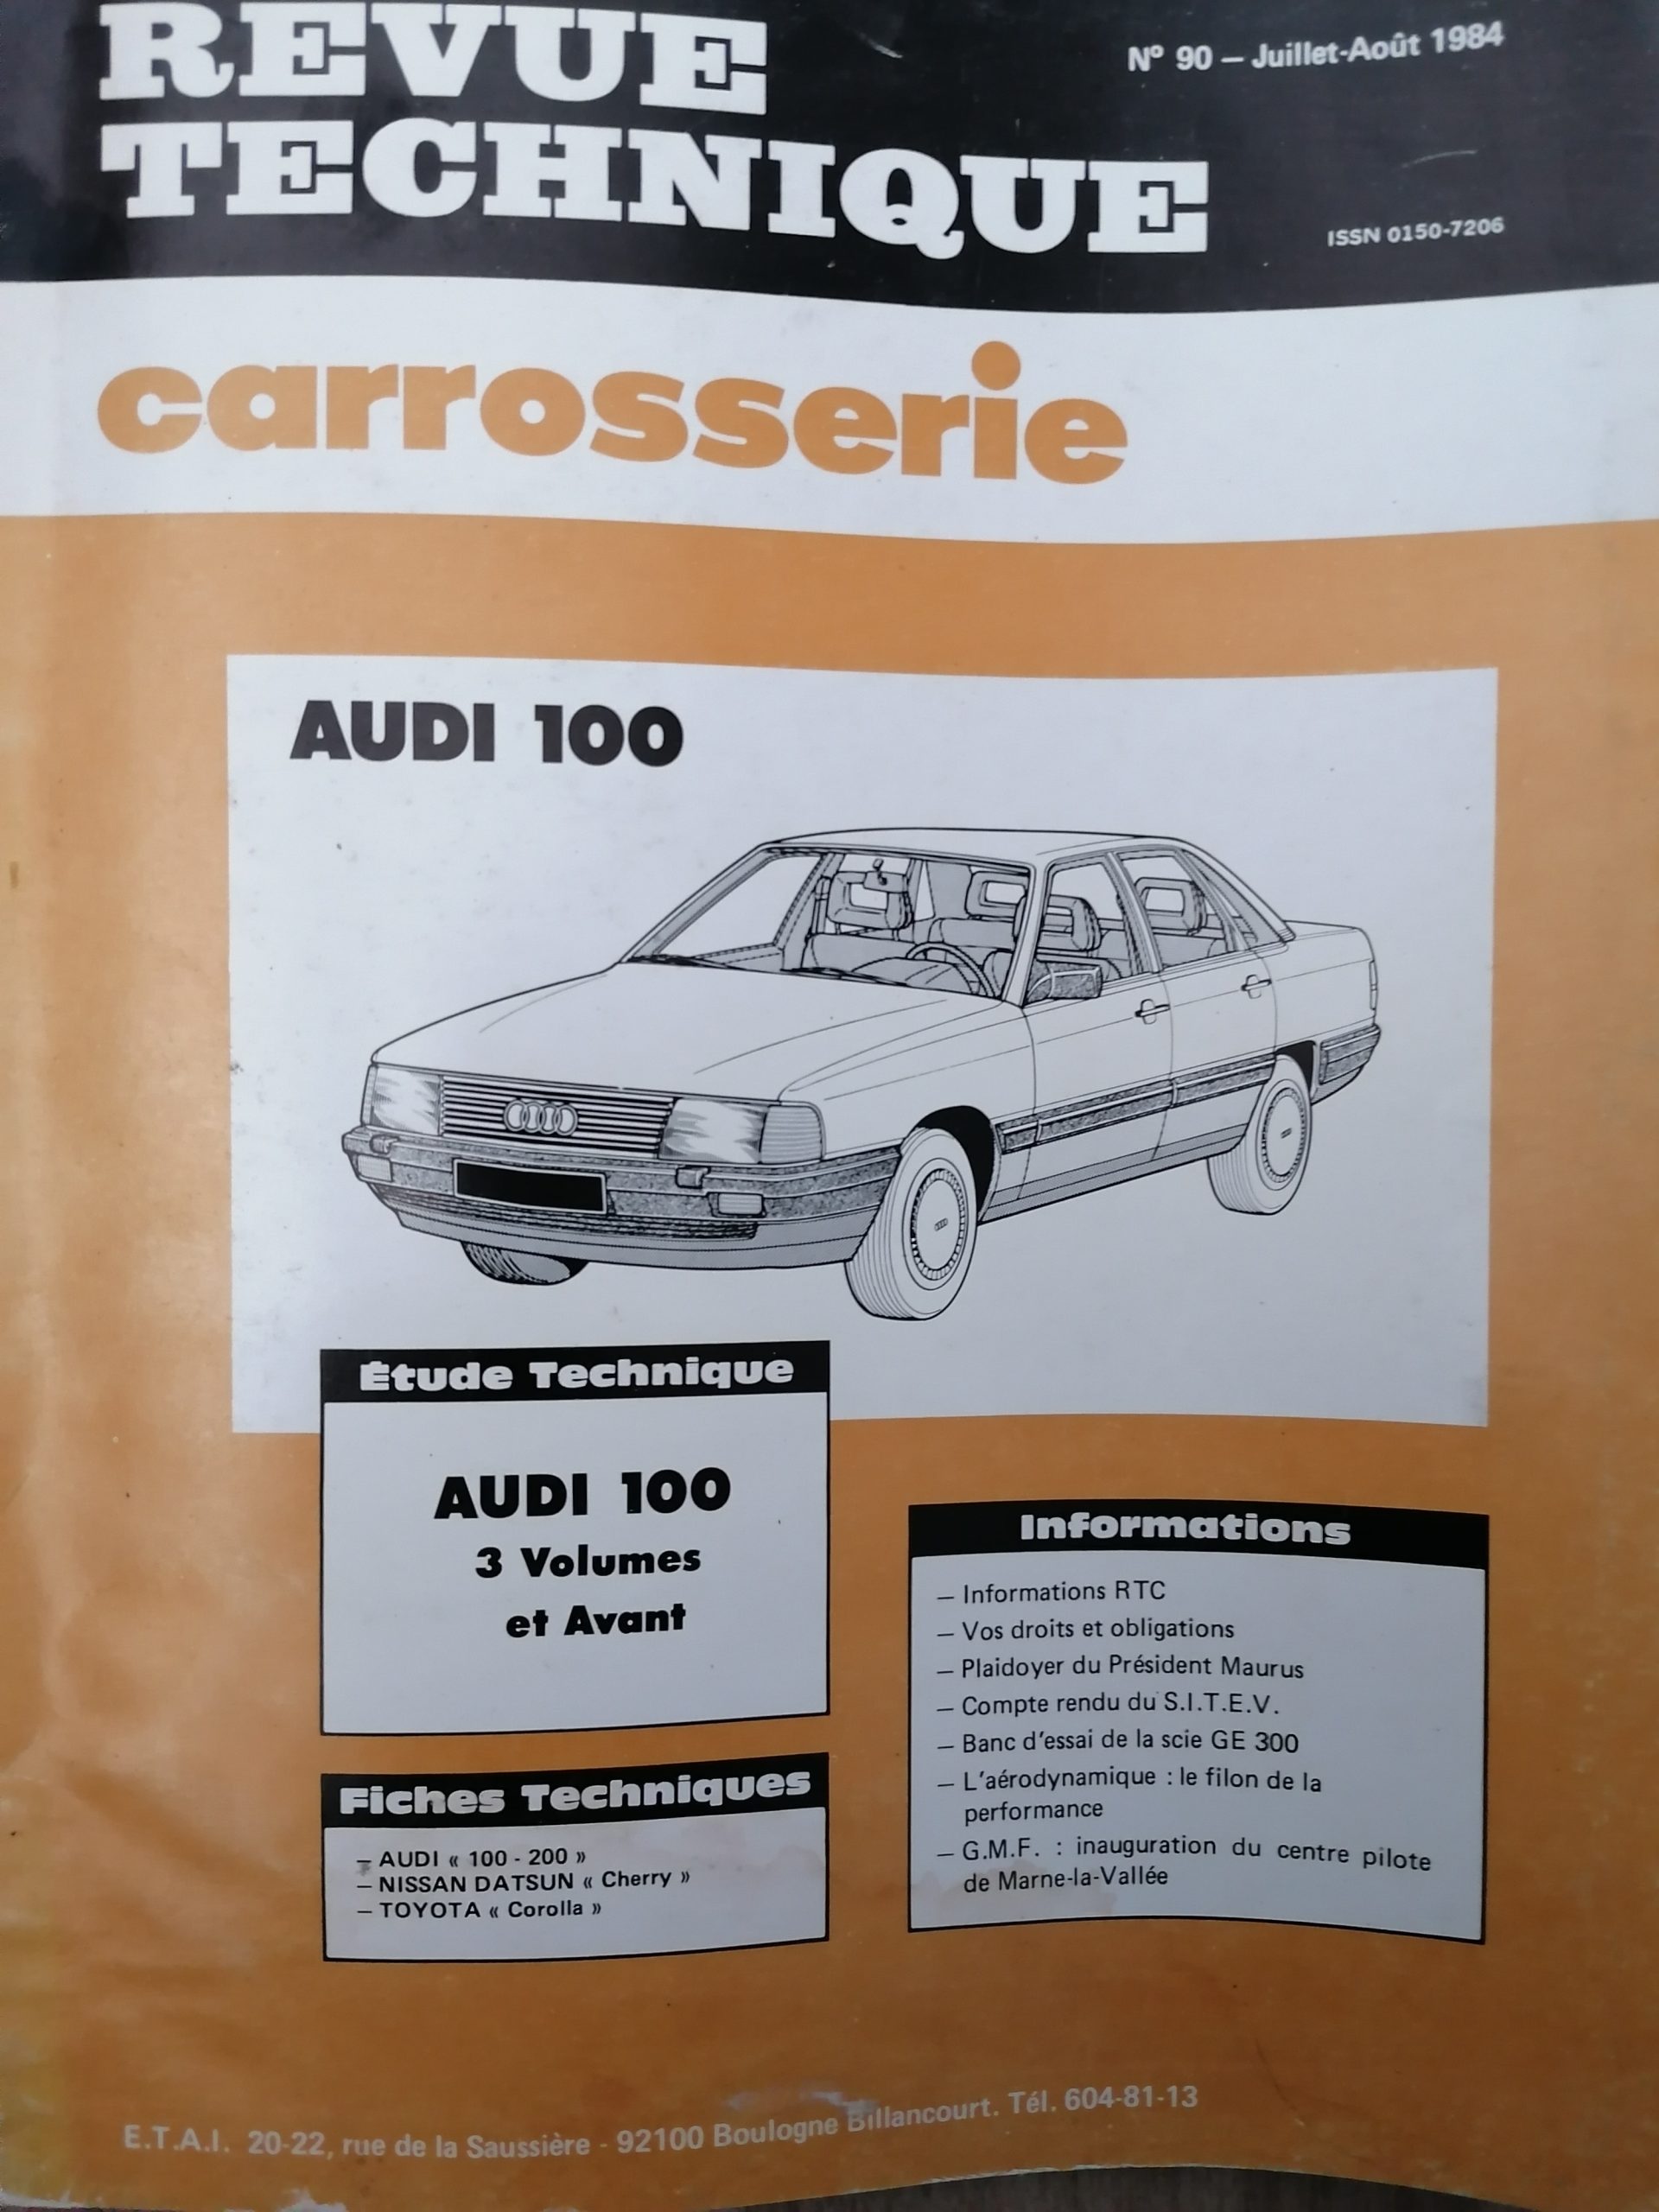 REVUE
TECHNIQUE
N° 90 — Juillet-Août 1984
ISSN 0150-7206
carrosserie
AUDI 100
Étude Technique
AUDI 100
3 Volumes
et Avant
Fiches Techniques
— AUDI « 100 - 200 »
— NISSAN DATSUN « Cherry »
— TOYOTA « Corolla »
Informations
— Informations RTC
— Vos droits et obligations
— Plaidoyer du Président Maurus
— Compte rendu du S.I.T.E.V.
— Banc d'essai de la scie GE 300
— L'aérodynamique : le filon de la
performance
— G.M.F. : inauguration du centre pilote
de Marne-la-Vallée
E.T.A.I. 20-22, rue de la Saussière - 92100 Boulogne Billancourt. Tél. 604-81-13